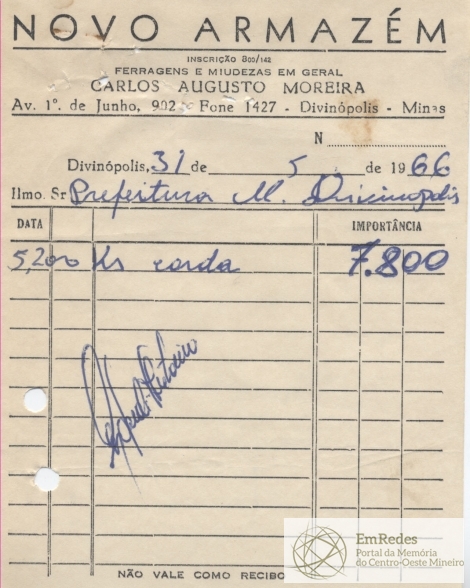 NOVO ARMAZÉM
INSCRIÇÃO 800/142
FERRAGENS E MIUDEZAS EM GERAL
CARLOS AUGUSTO MOREIRA
Av. 1º. de Junho, 902 - Fone 1427 - Divinópolis - Minas
N
Divinópolis, 31 de 5 de 1966
Ilmo. Sr Prefeitura M. Divinopolis
DATA IMPORTÂNCIA
5,200 Ks corda 7.800
NÃO VALE COMO RECIBO
EmRedes
Portal da Memória
do Centro-Oeste Mineiro